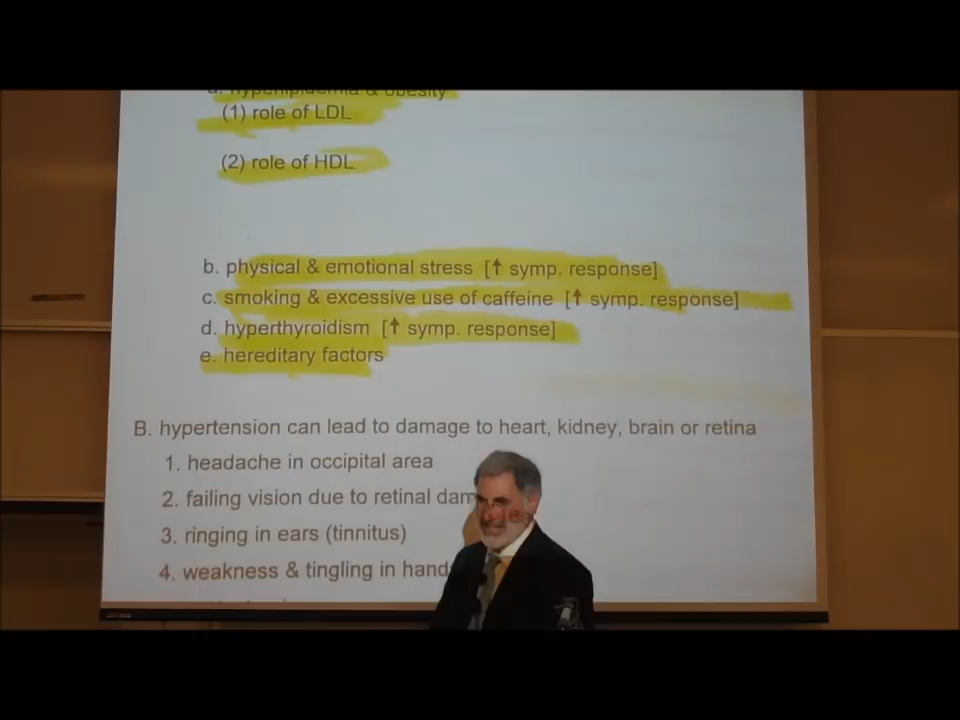 a. hyperlipidemia & obesity
(1) role of LDL
(2) role of HDL
b. physical & emotional stress [↑ symp. response]
c. smoking & excessive use of caffeine [↑ symp. response]
d. hyperthyroidism [↑ symp. response]
e. hereditary factors
B. hypertension can lead to damage to heart, kidney, brain or retina
1. headache in occipital area
2. failing vision due to retinal dam
3. ringing in ears (tinnitus)
4. weakness & tingling in hand